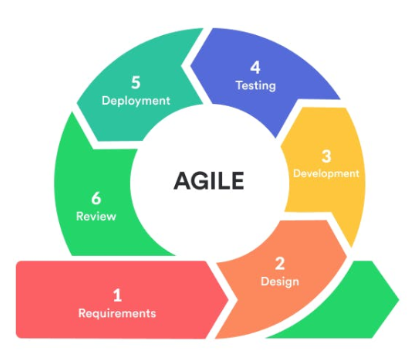 AGILE
1
Requirements
2
Design
3
Development
4
Testing
5
Deployment
6
Review